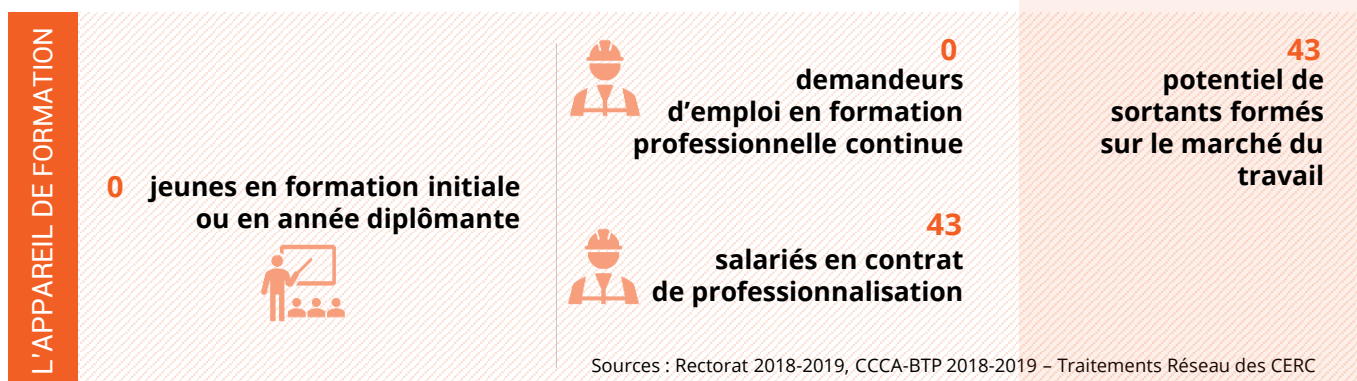 L'APPAREIL DE FORMATION
0 jeunes en formation initiale
ou en année diplômante
0
demandeurs
d’emploi en formation
professionnelle continue
43
salariés en contrat
de professionnalisation
43
potentiel de
sortants formés
sur le marché du
travail
Sources : Rectorat 2018-2019, CCCA-BTP 2018-2019 – Traitements Réseau des CERC